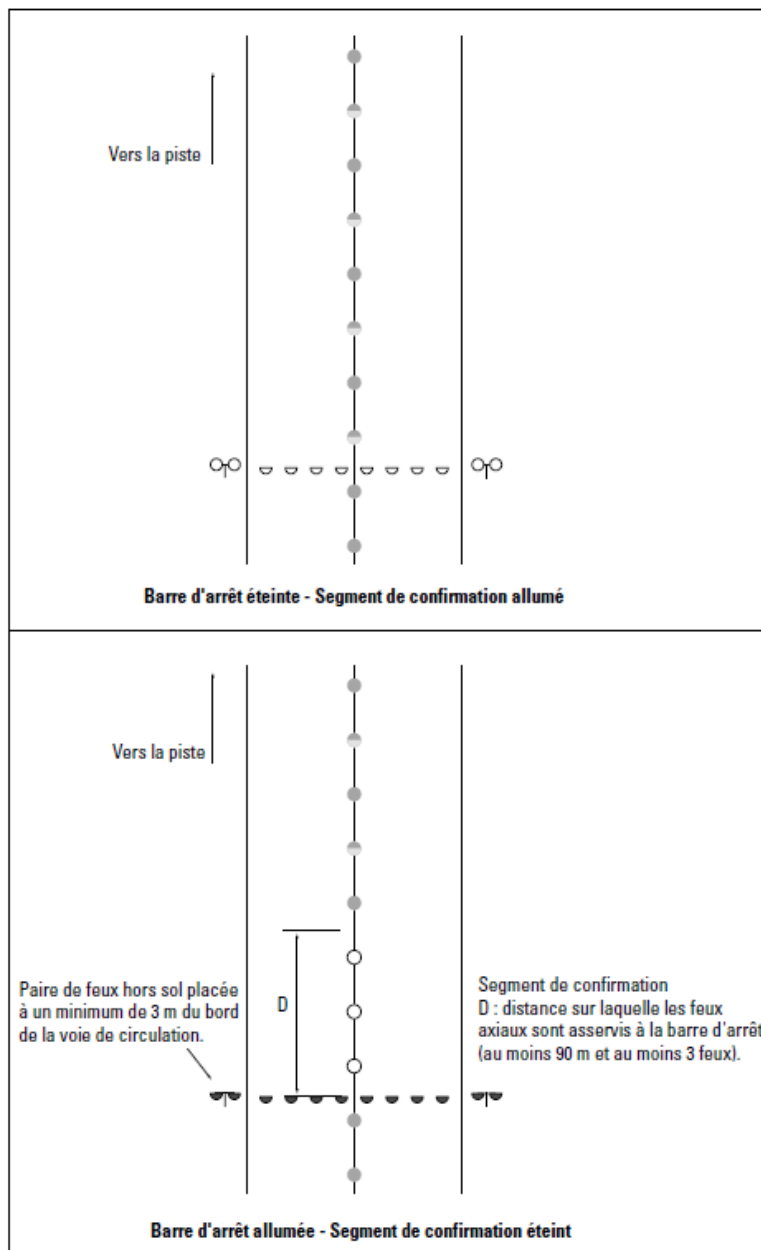 Vers la piste
Barre d'arrêt éteinte - Segment de confirmation allumé
Vers la piste
Paire de feux hors sol placée
à un minimum de 3 m du bord
de la voie de circulation.
D
Segment de confirmation
D : distance sur laquelle les feux
axiaux sont asservis à la barre d'arrêt
(au moins 90 m et au moins 3 feux).
Barre d'arrêt allumée - Segment de confirmation éteint